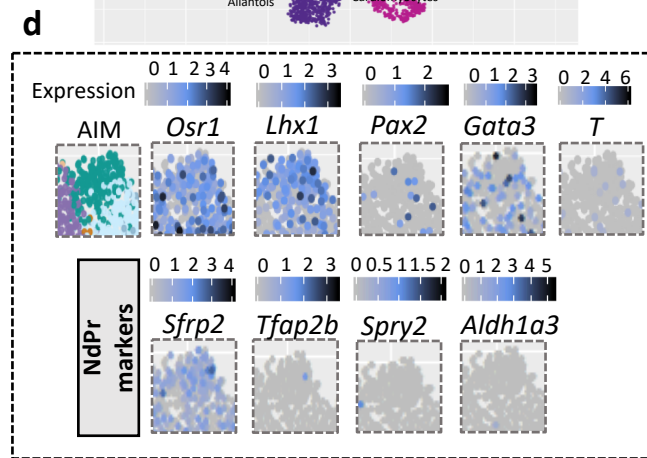 Allantois
d
Expression
0 1 2 3 4
0 1 2 3
0 1 2
0 1 2 3
0 2 4 6
AIM
Osr1
Lhx1
Pax2
Gata3
T
0 1 2 3 4
0 1 2 3
0 0.5 1 1.5 2
0 1 2 3 4 5
NdPr
markers
Sfrp2
Tfap2b
Spry2
Aldh1a3